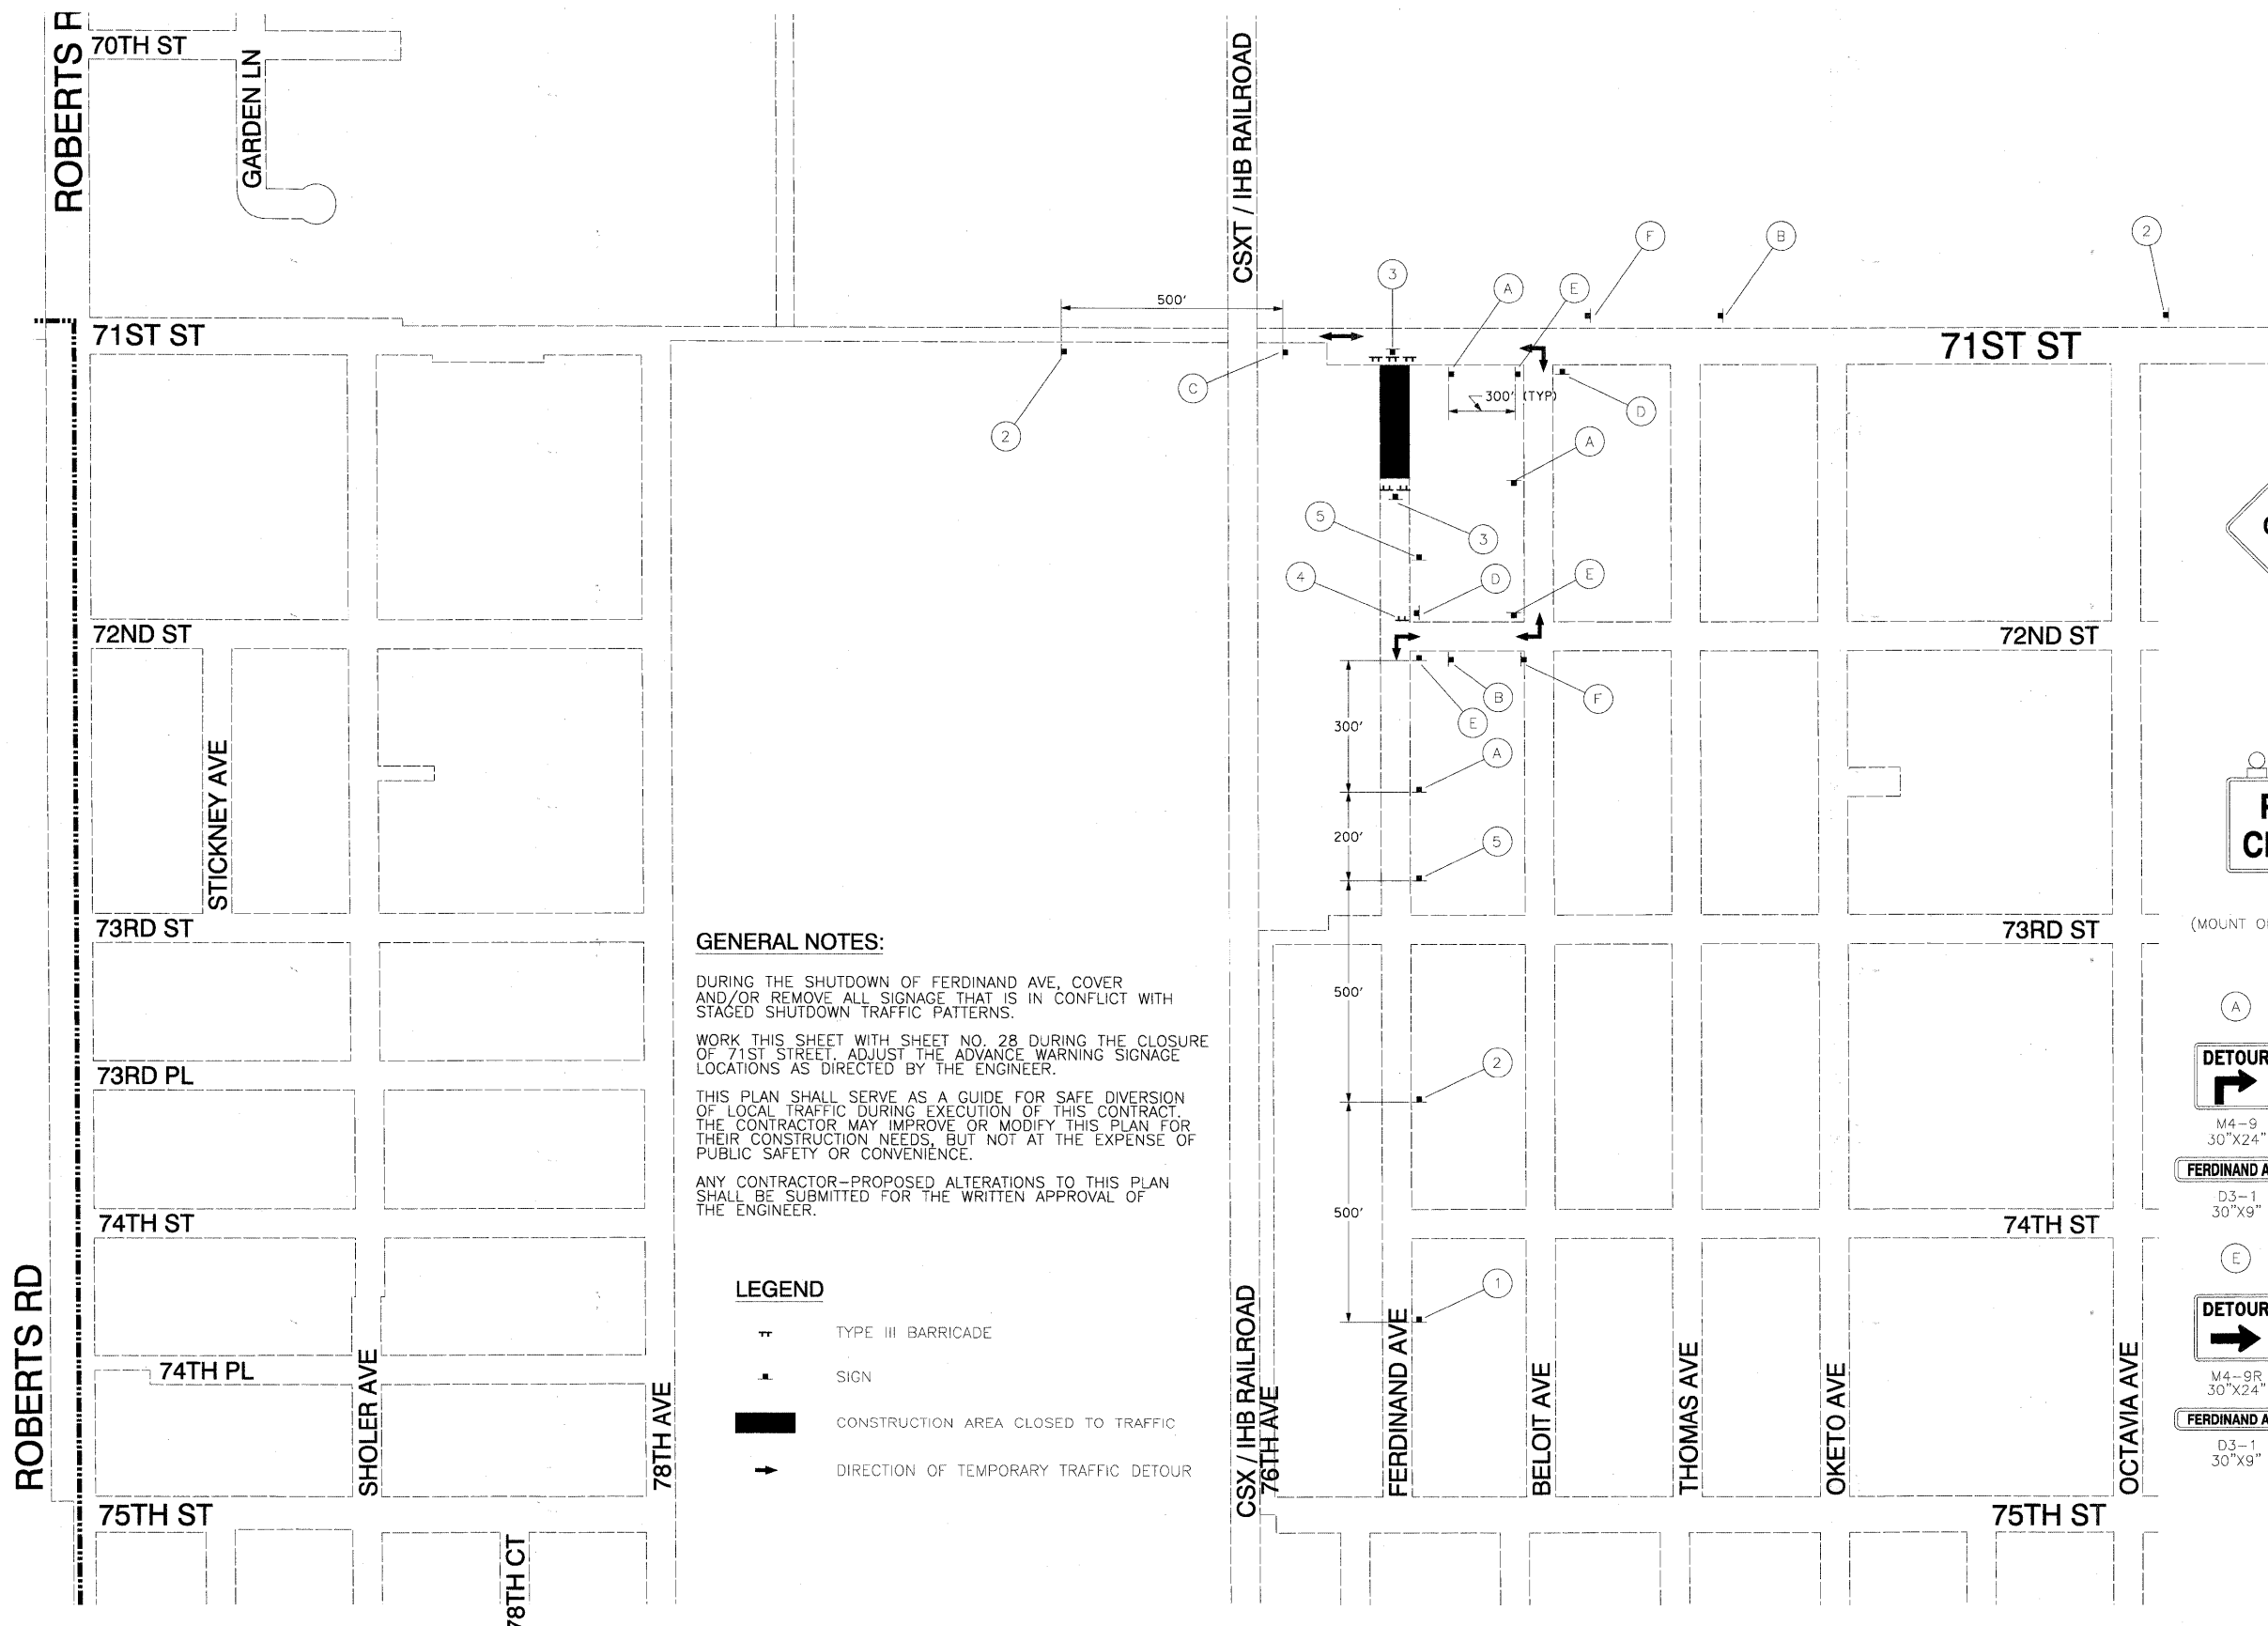 ROBERTS R
70TH ST
GARDEN LN
CSXT / IHB RAILROAD
F
B
2
3
A
E
500'
71ST ST
71ST ST
C
300' (TYP)
D
2
A
5
3
4
D
E
72ND ST
72ND ST
B
F
E
300'
A
STICKNEY AVE
200'
5
73RD ST
73RD ST
(MOUNT O
GENERAL NOTES:
DURING THE SHUTDOWN OF FERDINAND AVE, COVER
AND/OR REMOVE ALL SIGNAGE THAT IS IN CONFLICT WITH
STAGED SHUTDOWN TRAFFIC PATTERNS.
WORK THIS SHEET WITH SHEET NO. 28 DURING THE CLOSURE
OF 71ST STREET. ADJUST THE ADVANCE WARNING SIGNAGE
LOCATIONS AS DIRECTED BY THE ENGINEER.
THIS PLAN SHALL SERVE AS A GUIDE FOR SAFE DIVERSION
OF LOCAL TRAFFIC DURING EXECUTION OF THIS CONTRACT.
THE CONTRACTOR MAY IMPROVE OR MODIFY THIS PLAN FOR
THEIR CONSTRUCTION NEEDS, BUT NOT AT THE EXPENSE OF
PUBLIC SAFETY OR CONVENIENCE.
ANY CONTRACTOR-PROPOSED ALTERATIONS TO THIS PLAN
SHALL BE SUBMITTED FOR THE WRITTEN APPROVAL OF
THE ENGINEER.
500'
A
DETOUR
M4-9
30"X24"
FERDINAND A
D3-1
30"X9"
73RD PL
2
74TH ST
74TH ST
500'
1
E
DETOUR
M4-9R
30"X24"
FERDINAND A
D3-1
30"X9"
LEGEND
TYPE III BARRICADE
SIGN
CONSTRUCTION AREA CLOSED TO TRAFFIC
DIRECTION OF TEMPORARY TRAFFIC DETOUR
ROBERTS RD
74TH PL
SHOLER AVE
78TH AVE
CSX / IHB RAILROAD
76TH AVE
FERDINAND AVE
BELOIT AVE
THOMAS AVE
OKETO AVE
OCTAVIA AVE
75TH ST
75TH ST
78TH CT